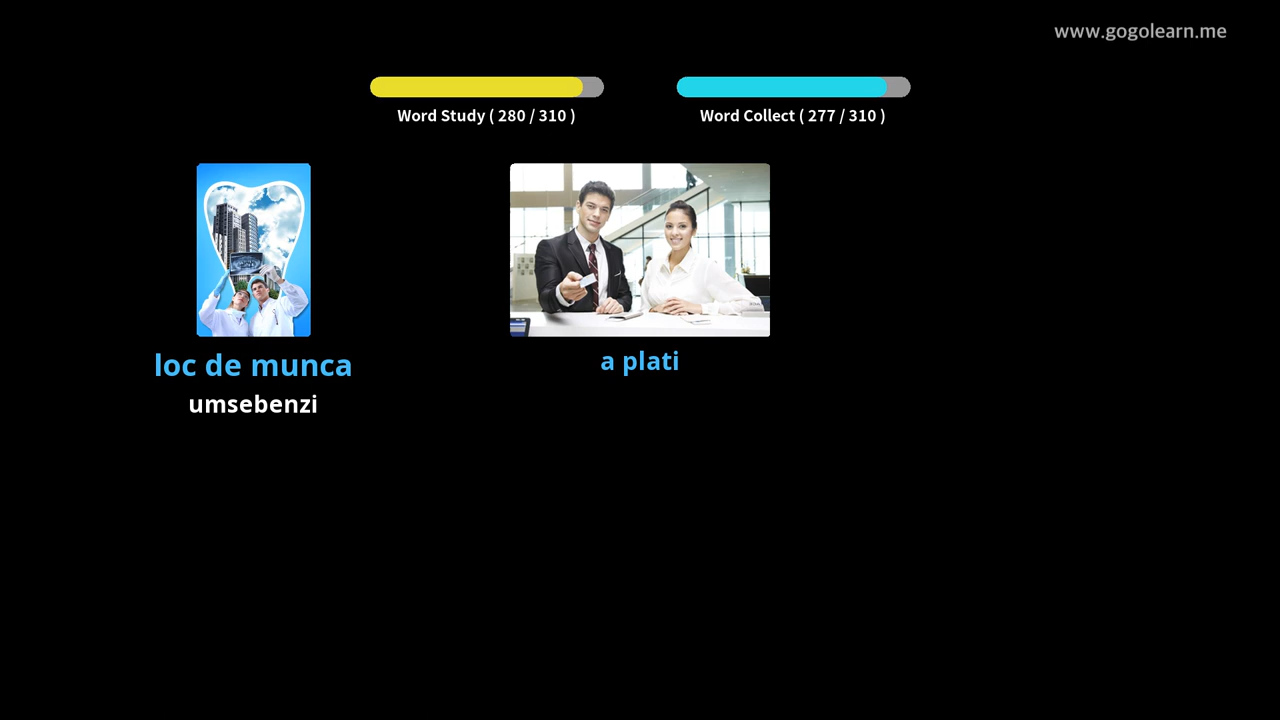 www.gogolearn.me
Word Study ( 280 / 310 )
Word Collect ( 277 / 310 )
loc de munca
umsebenzi
a plati